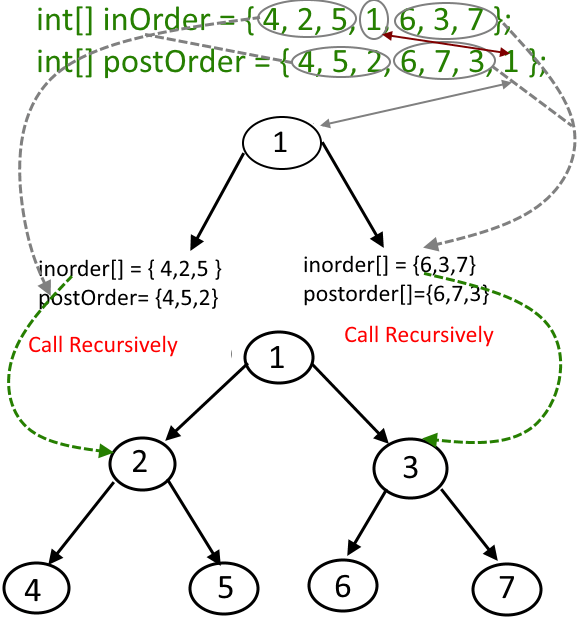 int[] inOrder = { 4, 2, 5, 1, 6, 3, 7 };
int[] postOrder = { 4, 5, 2, 6, 7, 3, 1 };
1
inorder[] = { 4,2,5 }
postOrder= {4,5,2}
inorder[] = {6,3,7}
postorder[]={6,7,3}
Call Recursively
Call Recursively
1
2
3
4
5
6
7